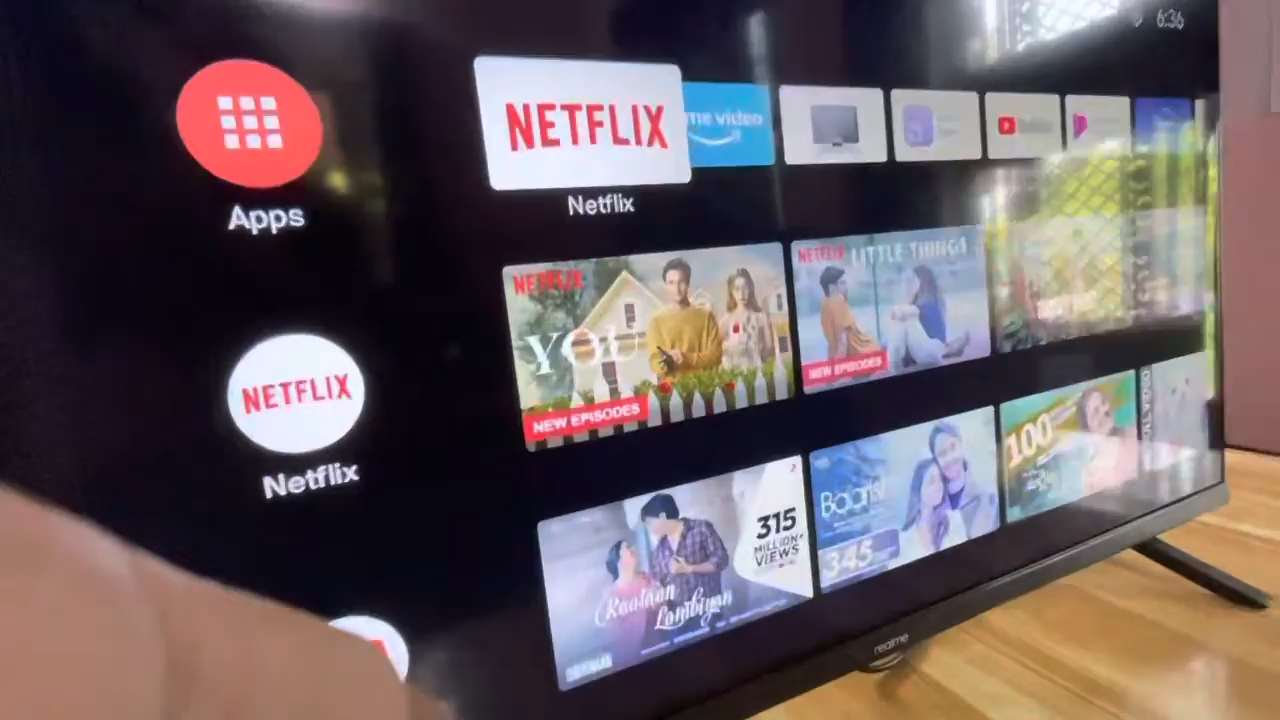 6:36
NETFLIX
me video
Apps
Netflix
NETFLIX
YOU
NEW EPISODES
NETFLIX
LITTLE THINGS
NEW EPISODES
NETFLIX
Netflix
315
MILLION+
VIEWS
Raataan
Lambiyan
345
100
realme